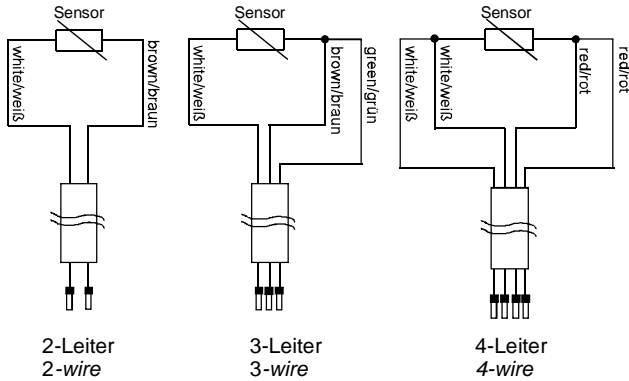 Sensor
white/weiß
brown/braun
2-Leiter
2-wire
Sensor
white/weiß
brown/braun
green/grün
3-Leiter
3-wire
Sensor
white/weiß
white/weiß
red/rot
red/rot
4-Leiter
4-wire